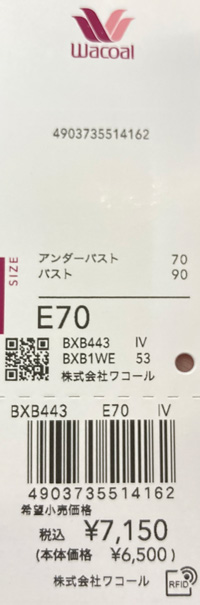 Wacoal
4903735514162
SIZE
アンダーバスト 70
バスト 90
E70
BXB443 IV
BXB1WE 53
株式会社ワコール
BXB443 E70 IV
4903735514162
希望小売価格
税込 ¥7,150
(本体価格 ¥6,500)
株式会社ワコール
RFID